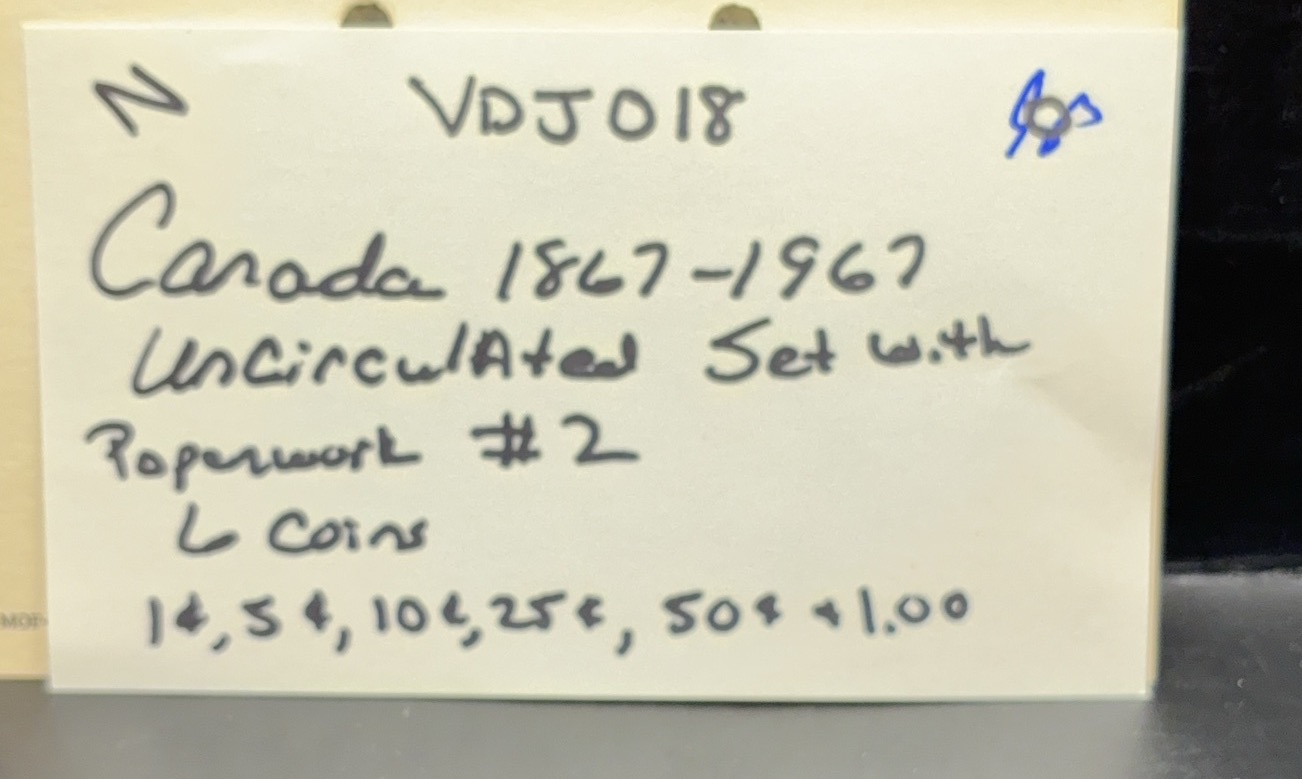 N VDJ018
Canada 1867-1967
UncirculAted Set with
Paperwork #2
6 Coins
1¢, 5¢, 10¢, 25¢, 50¢ + 1.00